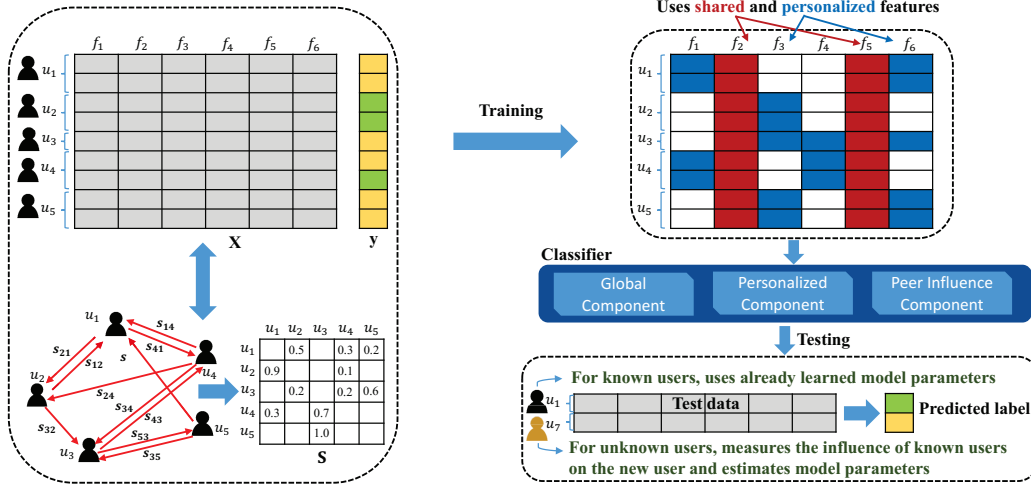 Uses shared and personalized features
f1 f2 f3 f4 f5 f6
u1
u2
u3
u4
u5
X
y
Training
f1 f2 f3 f4 f5 f6
u1
u2
u3
u4
u5
Classifier
Global Component
Personalized Component
Peer Influence Component
Testing
u1
u2
u3
u4
u5
s14
s41
s21
s12
s
s24
s34
s43
s32
s53
s35
u1 u2 u3 u4 u5
u1 0.5 0.3 0.2
u2 0.9 0.1
u3 0.2 0.2 0.6
u4 0.3 0.7
u5 1.0
S
For known users, uses already learned model parameters
u1
u7
Test data
Predicted label
For unknown users, measures the influence of known users
on the new user and estimates model parameters